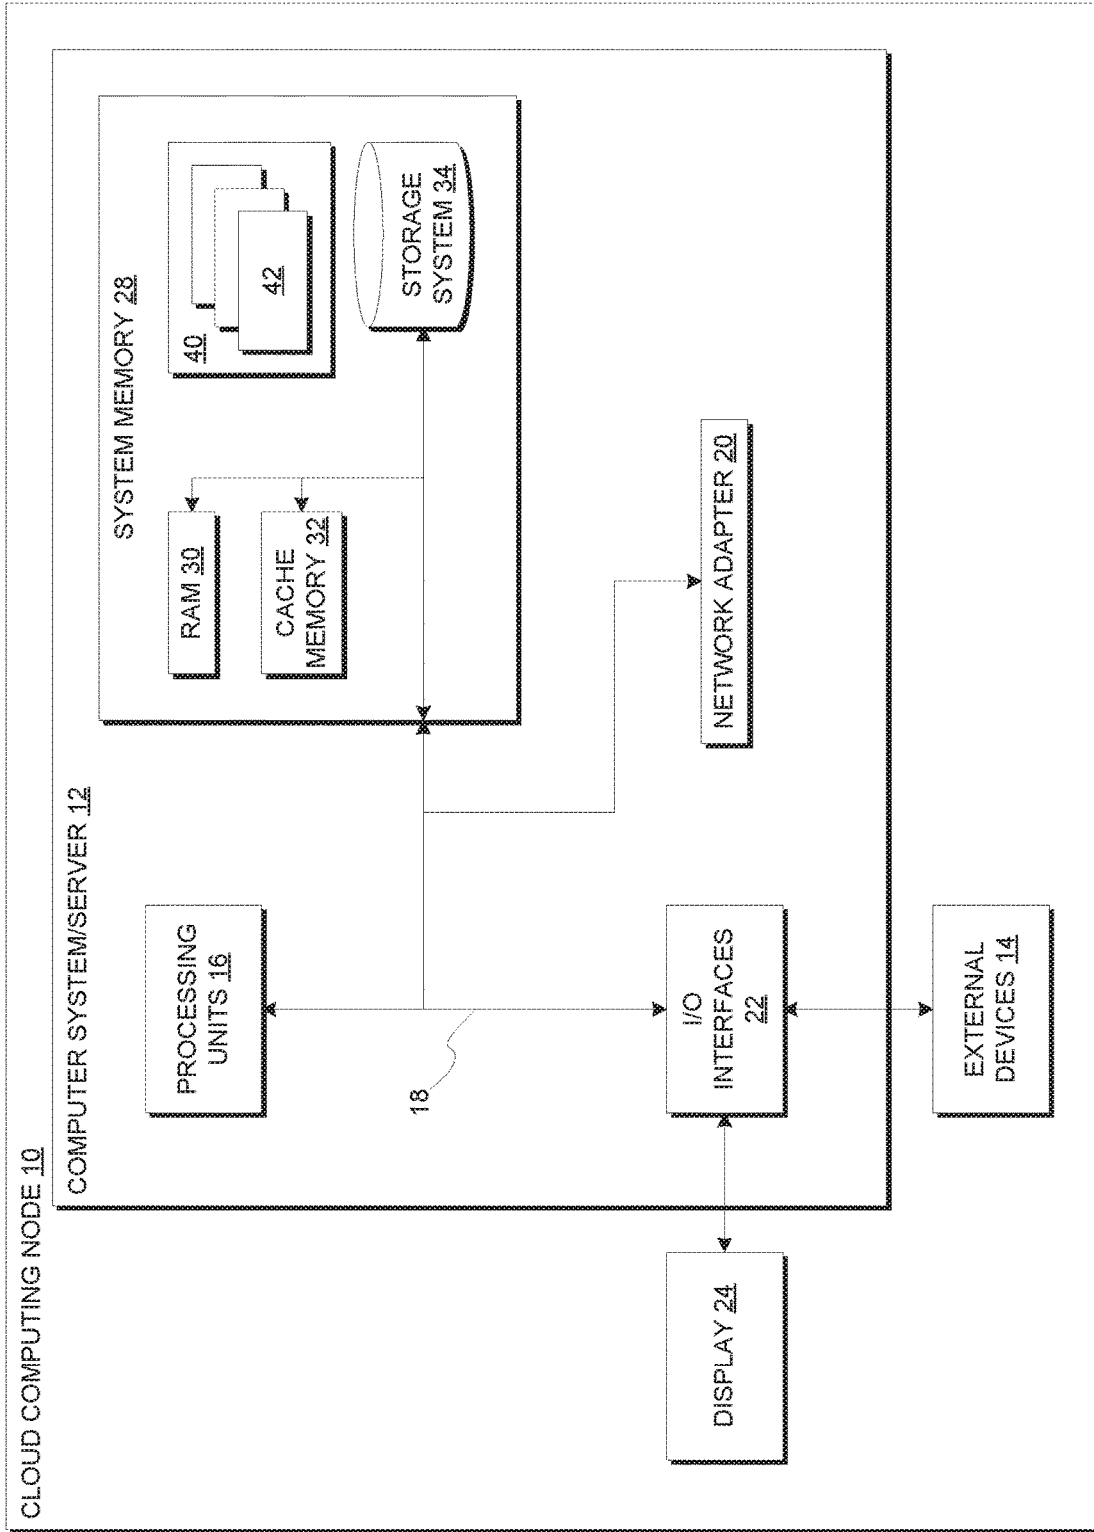 CLOUD COMPUTING NODE 10
COMPUTER SYSTEM/SERVER 12
PROCESSING
UNITS 16
SYSTEM MEMORY 28
RAM 30
CACHE
MEMORY 32
40
42
STORAGE
SYSTEM 34
18
DISPLAY 24
I/O
INTERFACES
22
NETWORK ADAPTER 20
EXTERNAL
DEVICES 14